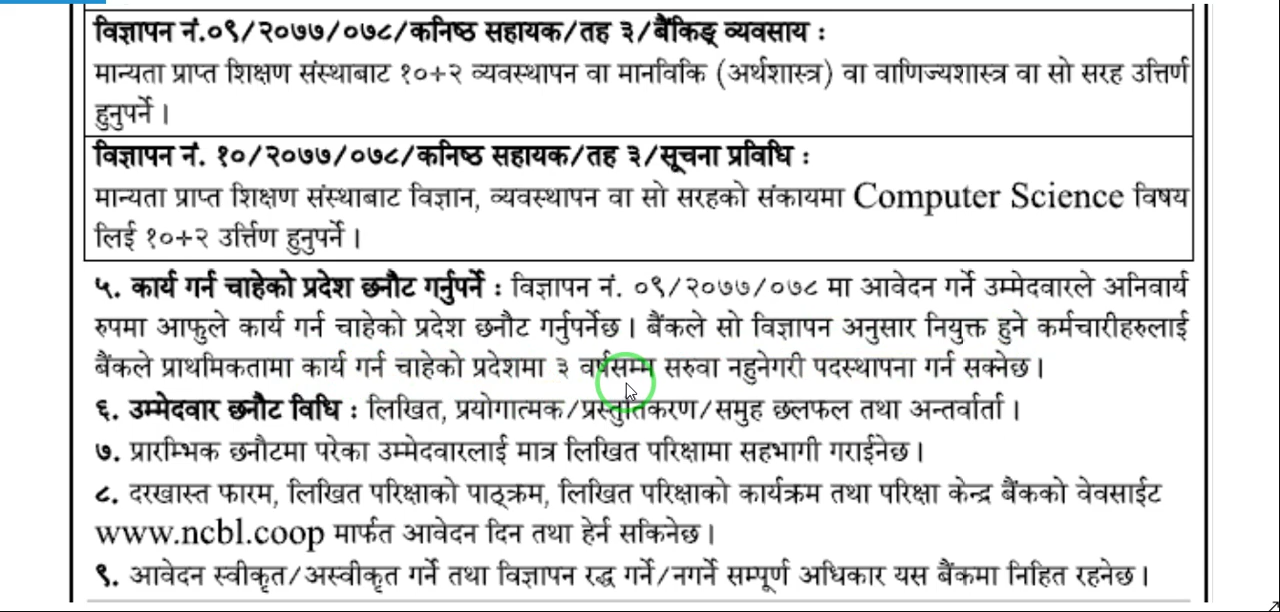 विज्ञापन नं.०९/२०७७/०७८/कनिष्ठ सहायक/तह ३/बैंकिङ्ग व्यवसाय :
मान्यता प्राप्त शिक्षण संस्थाबाट १०+२ व्यवस्थापन वा मानविकि (अर्थशास्त्र) वा वाणिज्यशास्त्र वा सो सरह उत्तिर्ण
हुनुपर्ने ।
विज्ञापन नं. १०/२०७७/०७८/कनिष्ठ सहायक/तह ३/सूचना प्रविधि :
मान्यता प्राप्त शिक्षण संस्थाबाट विज्ञान, व्यवस्थापन वा सो सरहको संकायमा Computer Science विषय
लिई १०+२ उर्त्तिण हुनुपर्ने ।
५. कार्य गर्न चाहेको प्रदेश छनौट गर्नुपर्ने : विज्ञापन नं. ०९/२०७७/०७८ मा आवेदन गर्ने उम्मेदवारले अनिवार्य
रुपमा आफुले कार्य गर्न चाहेको प्रदेश छनौट गर्नुपर्नेछ । बैंकले सो विज्ञापन अनुसार नियुक्त हुने कर्मचारीहरुलाई
बैंकले प्राथमिकतामा कार्य गर्न चाहेको प्रदेशमा ३ वर्षसम्म सरुवा नहुनेगरी पदस्थापना गर्न सक्नेछ ।
६. उम्मेदवार छनौट विधि : लिखित, प्रयोगात्मक/प्रस्तुतिकरण/समुह छलफल तथा अन्तर्वार्ता ।
७. प्रारम्भिक छनौटमा परेका उम्मेदवारलाई मात्र लिखित परिक्षामा सहभागी गराईनेछ ।
८. दरखास्त फारम, लिखित परिक्षाको पाठ्क्रम, लिखित परिक्षाको कार्यक्रम तथा परिक्षा केन्द्र बैंकको वेवसाईट
www.ncbl.coop मार्फत आवेदन दिन तथा हेर्न सकिनेछ ।
९. आवेदन स्वीकृत/अस्वीकृत गर्ने तथा विज्ञापन रद्ध गर्ने/नगर्ने सम्पूर्ण अधिकार यस बैंकमा निहित रहनेछ ।